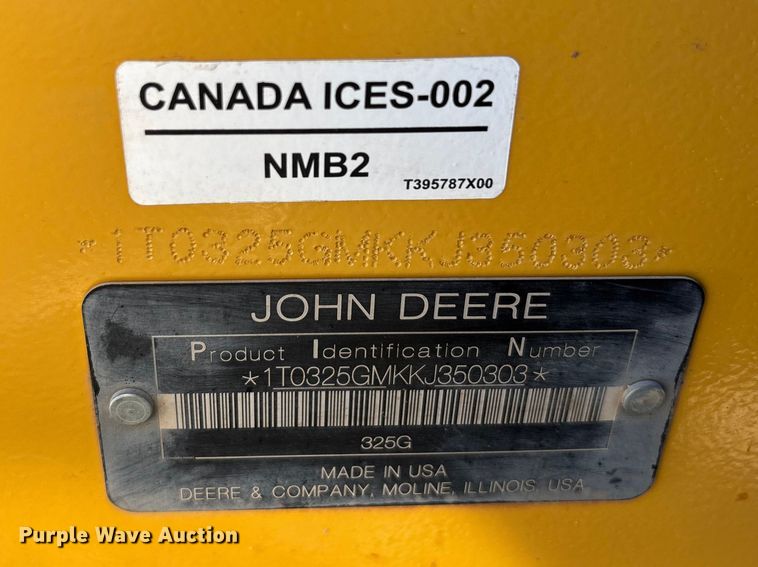 CANADA ICES-002
NMB2
T395787X00
*1T0325GMKKJ350303*
JOHN DEERE
Product Identification Number
*1T0325GMKKJ350303*
325G
MADE IN USA
DEERE & COMPANY, MOLINE, ILLINOIS, USA
Purple Wave Auction